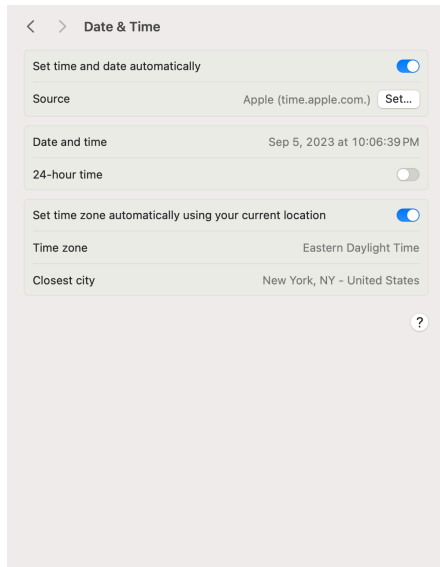 Date & Time
Set time and date automatically
Source Apple (time.apple.com.) Set...
Date and time Sep 5, 2023 at 10:06:39 PM
24-hour time
Set time zone automatically using your current location
Time zone Eastern Daylight Time
Closest city New York, NY - United States
?